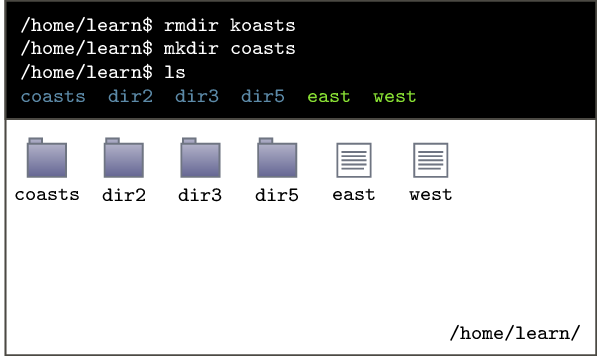 /home/learn$ rmdir koasts
/home/learn$ mkdir coasts
/home/learn$ ls
coasts dir2 dir3 dir5 east west
coasts dir2 dir3 dir5 east west
/home/learn/